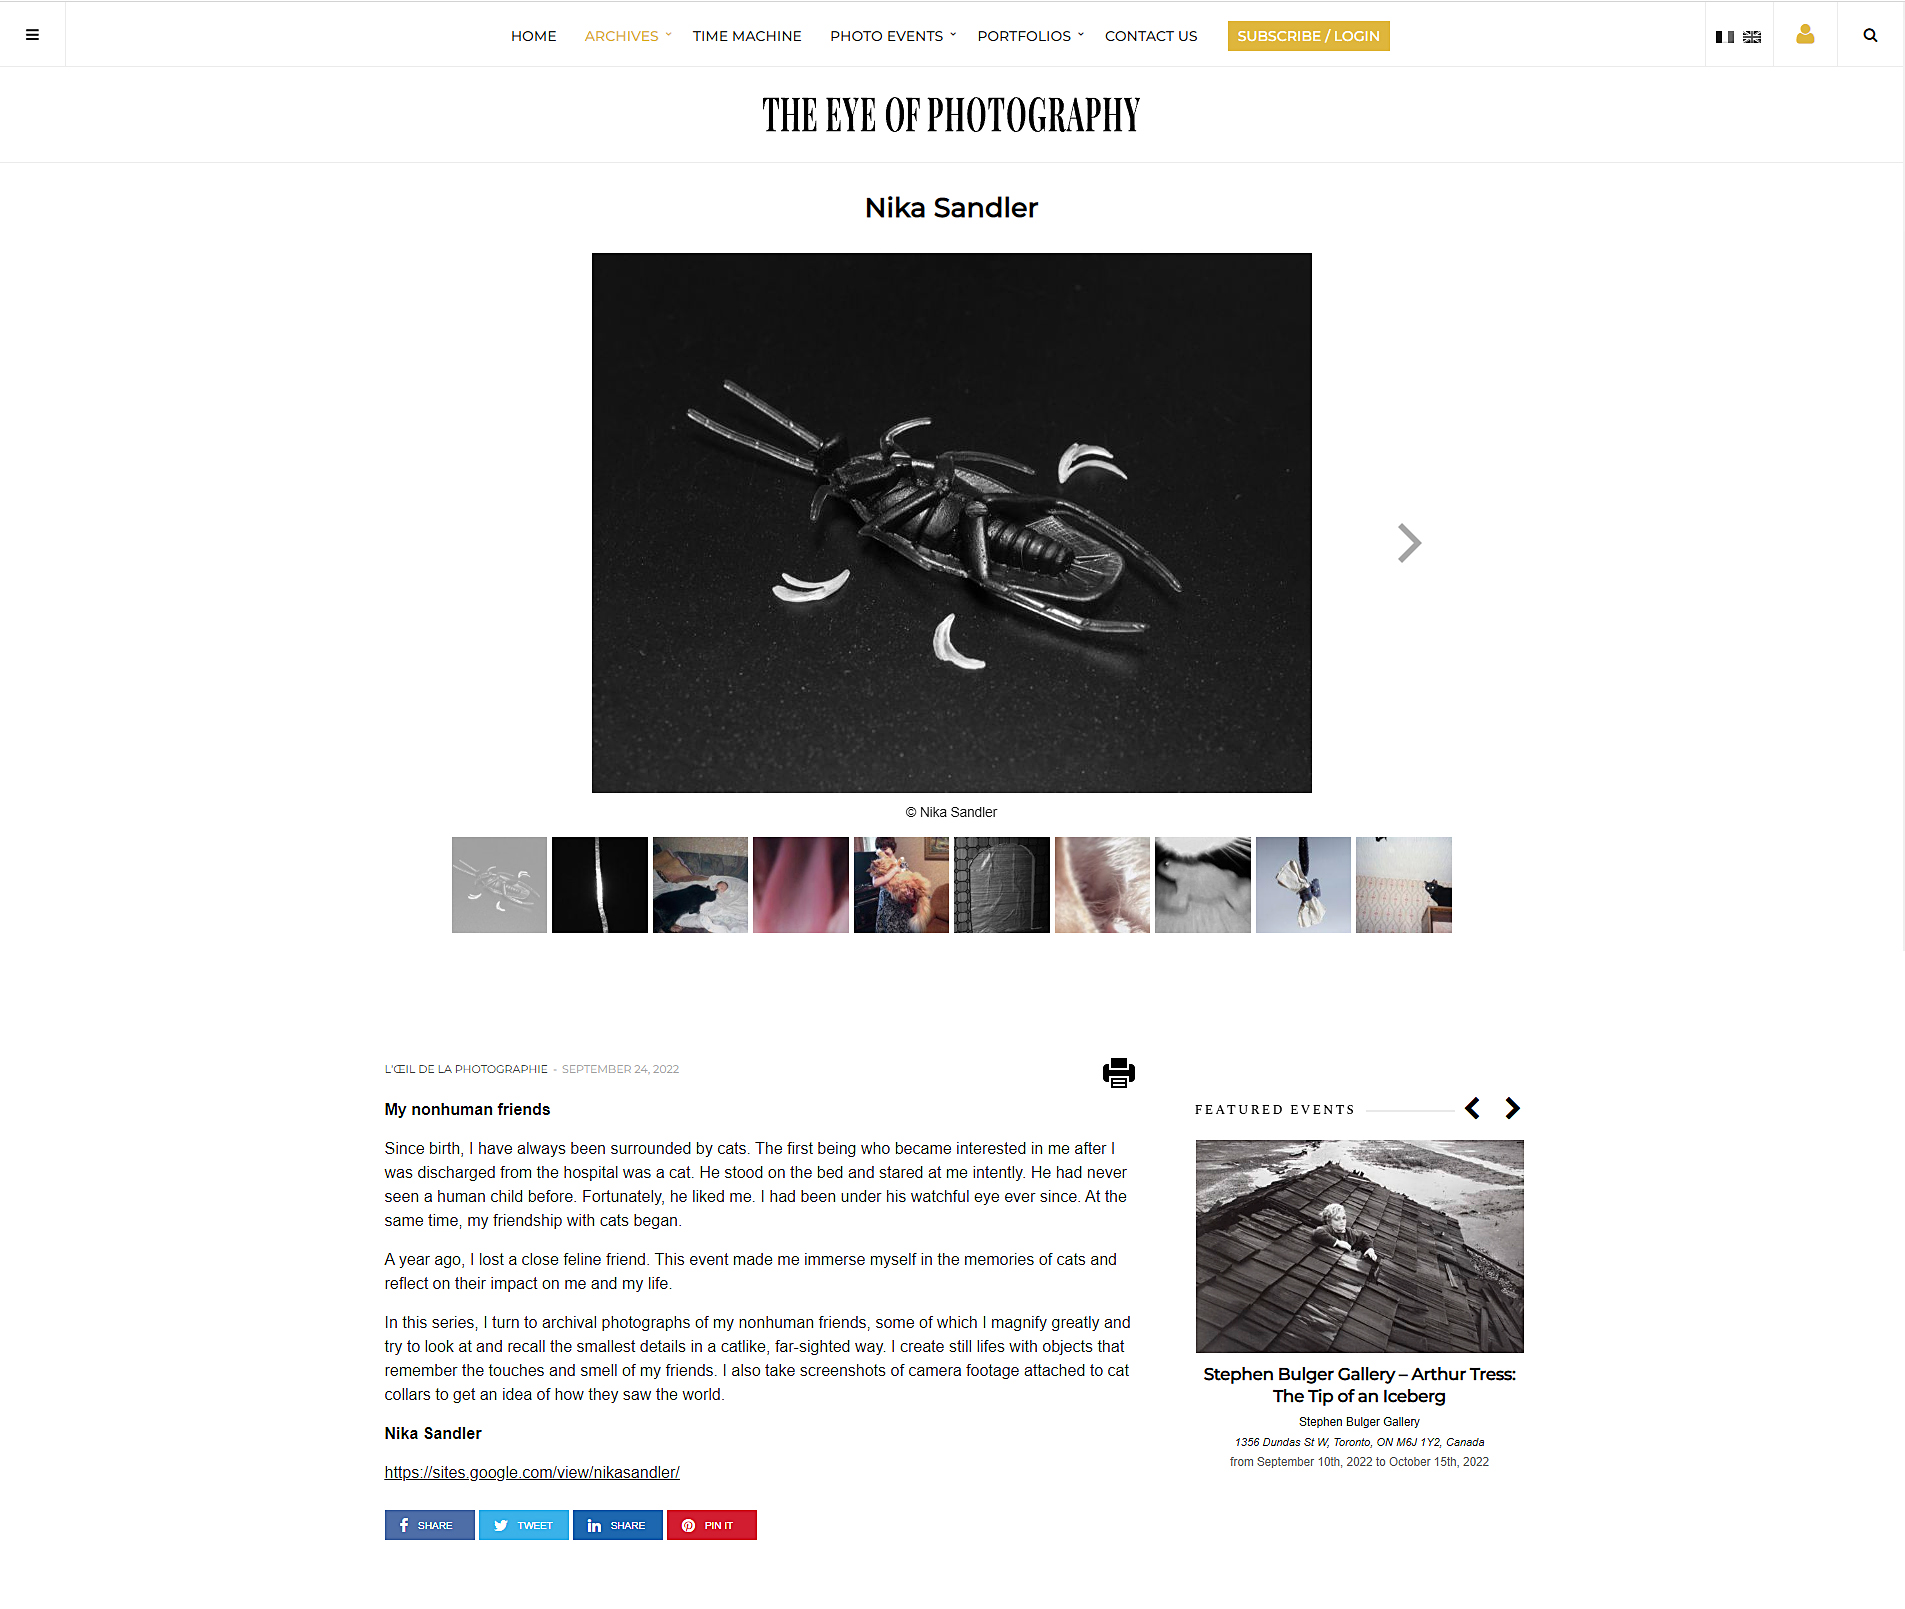 HOME ARCHIVES TIME MACHINE PHOTO EVENTS PORTFOLIOS CONTACT US SUBSCRIBE / LOGIN
THE EYE OF PHOTOGRAPHY
Nika Sandler
© Nika Sandler
L'ŒIL DE LA PHOTOGRAPHIE - SEPTEMBER 24, 2022
My nonhuman friends
Since birth, I have always been surrounded by cats. The first being who became interested in me after I
was discharged from the hospital was a cat. He stood on the bed and stared at me intently. He had never
seen a human child before. Fortunately, he liked me. I had been under his watchful eye ever since. At the
same time, my friendship with cats began.
A year ago, I lost a close feline friend. This event made me immerse myself in the memories of cats and
reflect on their impact on me and my life.
In this series, I turn to archival photographs of my nonhuman friends, some of which I magnify greatly and
try to look at and recall the smallest details in a catlike, far-sighted way. I create still lifes with objects that
remember the touches and smell of my friends. I also take screenshots of camera footage attached to cat
collars to get an idea of how they saw the world.
Nika Sandler
https://sites.google.com/view/nikasandler/
SHARE TWEET SHARE PIN IT
FEATURED EVENTS
Stephen Bulger Gallery – Arthur Tress:
The Tip of an Iceberg
Stephen Bulger Gallery
1356 Dundas St W, Toronto, ON M6J 1Y2, Canada
from September 10th, 2022 to October 15th, 2022